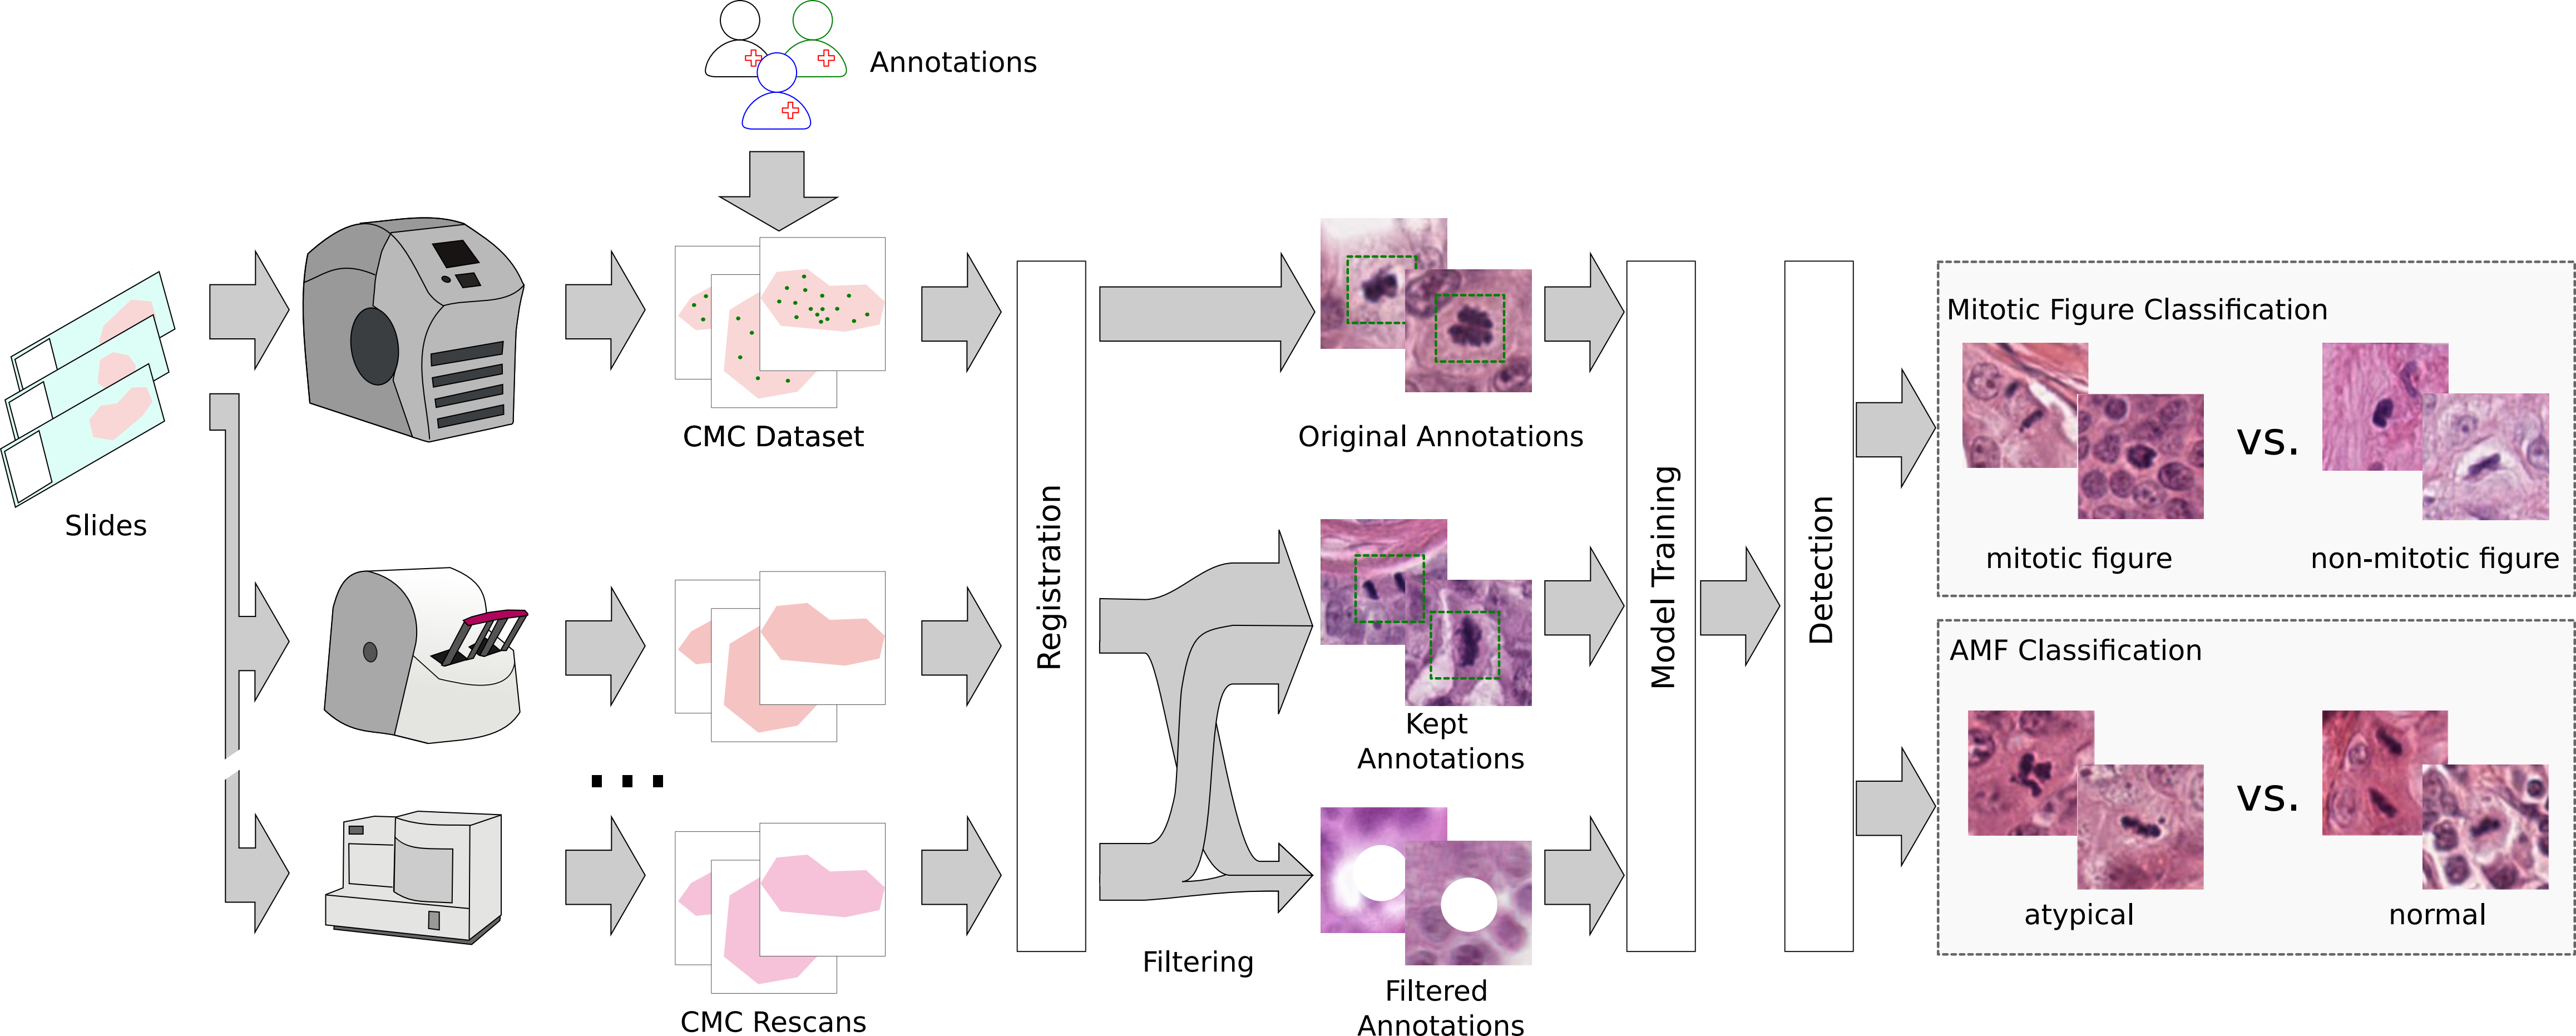 Annotations
Slides
CMC Dataset
...
CMC Rescans
Registration
Filtering
Original Annotations
Kept
Annotations
Filtered
Annotations
Model Training
Detection
Mitotic Figure Classification
vs.
mitotic figure
non-mitotic figure
AMF Classification
vs.
atypical
normal